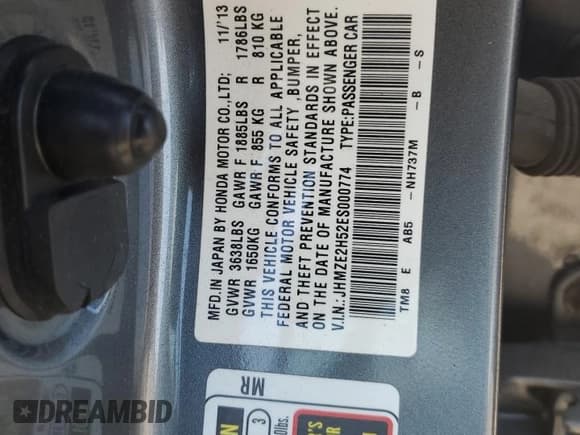 MFD.IN JAPAN BY HONDA MOTOR CO.,LTD; 11/'13
GVWR 3638LBS GAWR F 1885LBS R 1786LBS
GVWR 1650KG GAWR F 855 KG R 810 KG
THIS VEHICLE CONFORMS TO ALL APPLICABLE
FEDERAL MOTOR VEHICLE SAFETY ,BUMPER,
AND THEFT PREVENTION STANDARDS IN EFFECT
ON THE DATE OF MANUFACTURE SHOWN ABOVE.
V.I.N.:JHMZE2H52ES000774 TYPE:PASSENGER CAR
TM8 E AB5 -NH737M -B -S
MR
3
DREAMBID